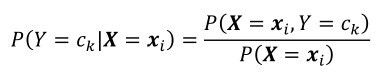 P(Y = c_k|X = x_i) = P(X = x_i, Y = c_k) / P(X = x_i)